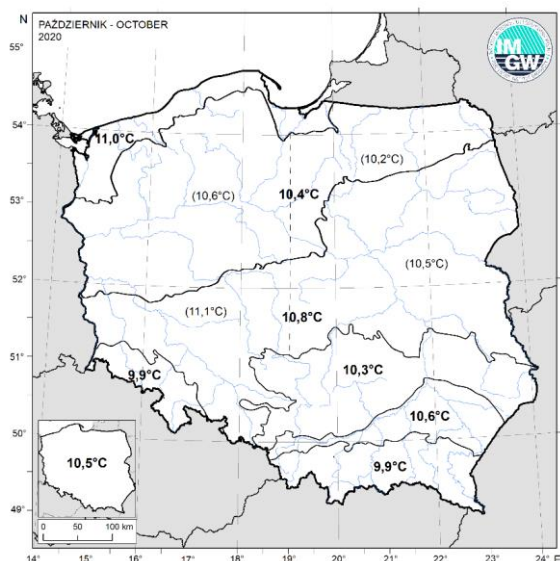 N
PAŹDZIERNIK - OCTOBER
2020
IM
GW
55°
54°
53°
52°
51°
50°
49°
11,0°C
(10,2°C)
(10,6°C)
10,4°C
(10,5°C)
(11,1°C)
10,8°C
9,9°C
10,3°C
10,6°C
9,9°C
10,5°C
0 50 100 km
14° 15° 16° 17° 18° 19° 20° 21° 22° 23° 24° E